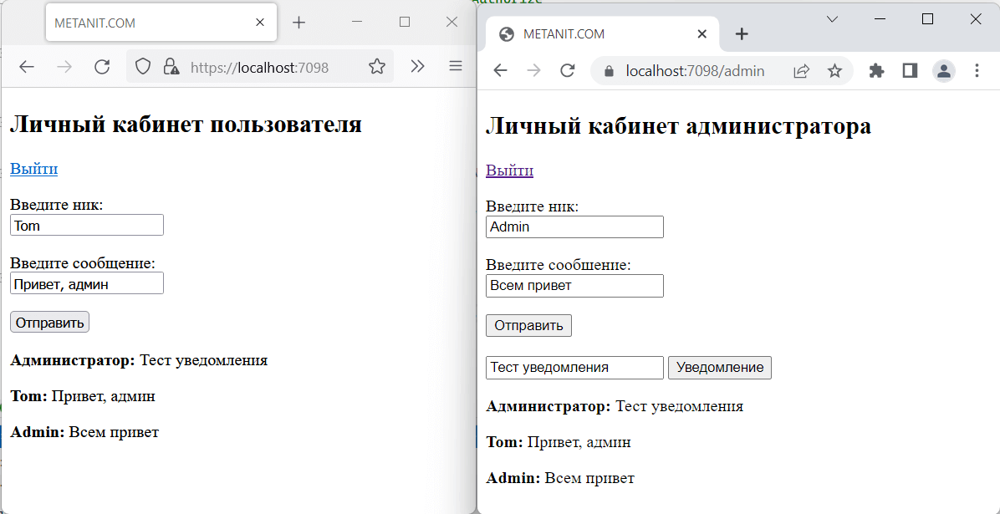 Authorize
METANIT.COM
https://localhost:7098
Личный кабинет пользователя
Выйти
Введите ник:
Tom
Введите сообщение:
Привет, админ
Отправить
Администратор: Тест уведомления
Tom: Привет, админ
Admin: Всем привет
METANIT.COM
localhost:7098/admin
Личный кабинет администратора
Выйти
Введите ник:
Admin
Введите сообшение:
Всем привет
Отправить
Тест уведомления Уведомление
Администратор: Тест уведомления
Tom: Привет, админ
Admin: Всем привет